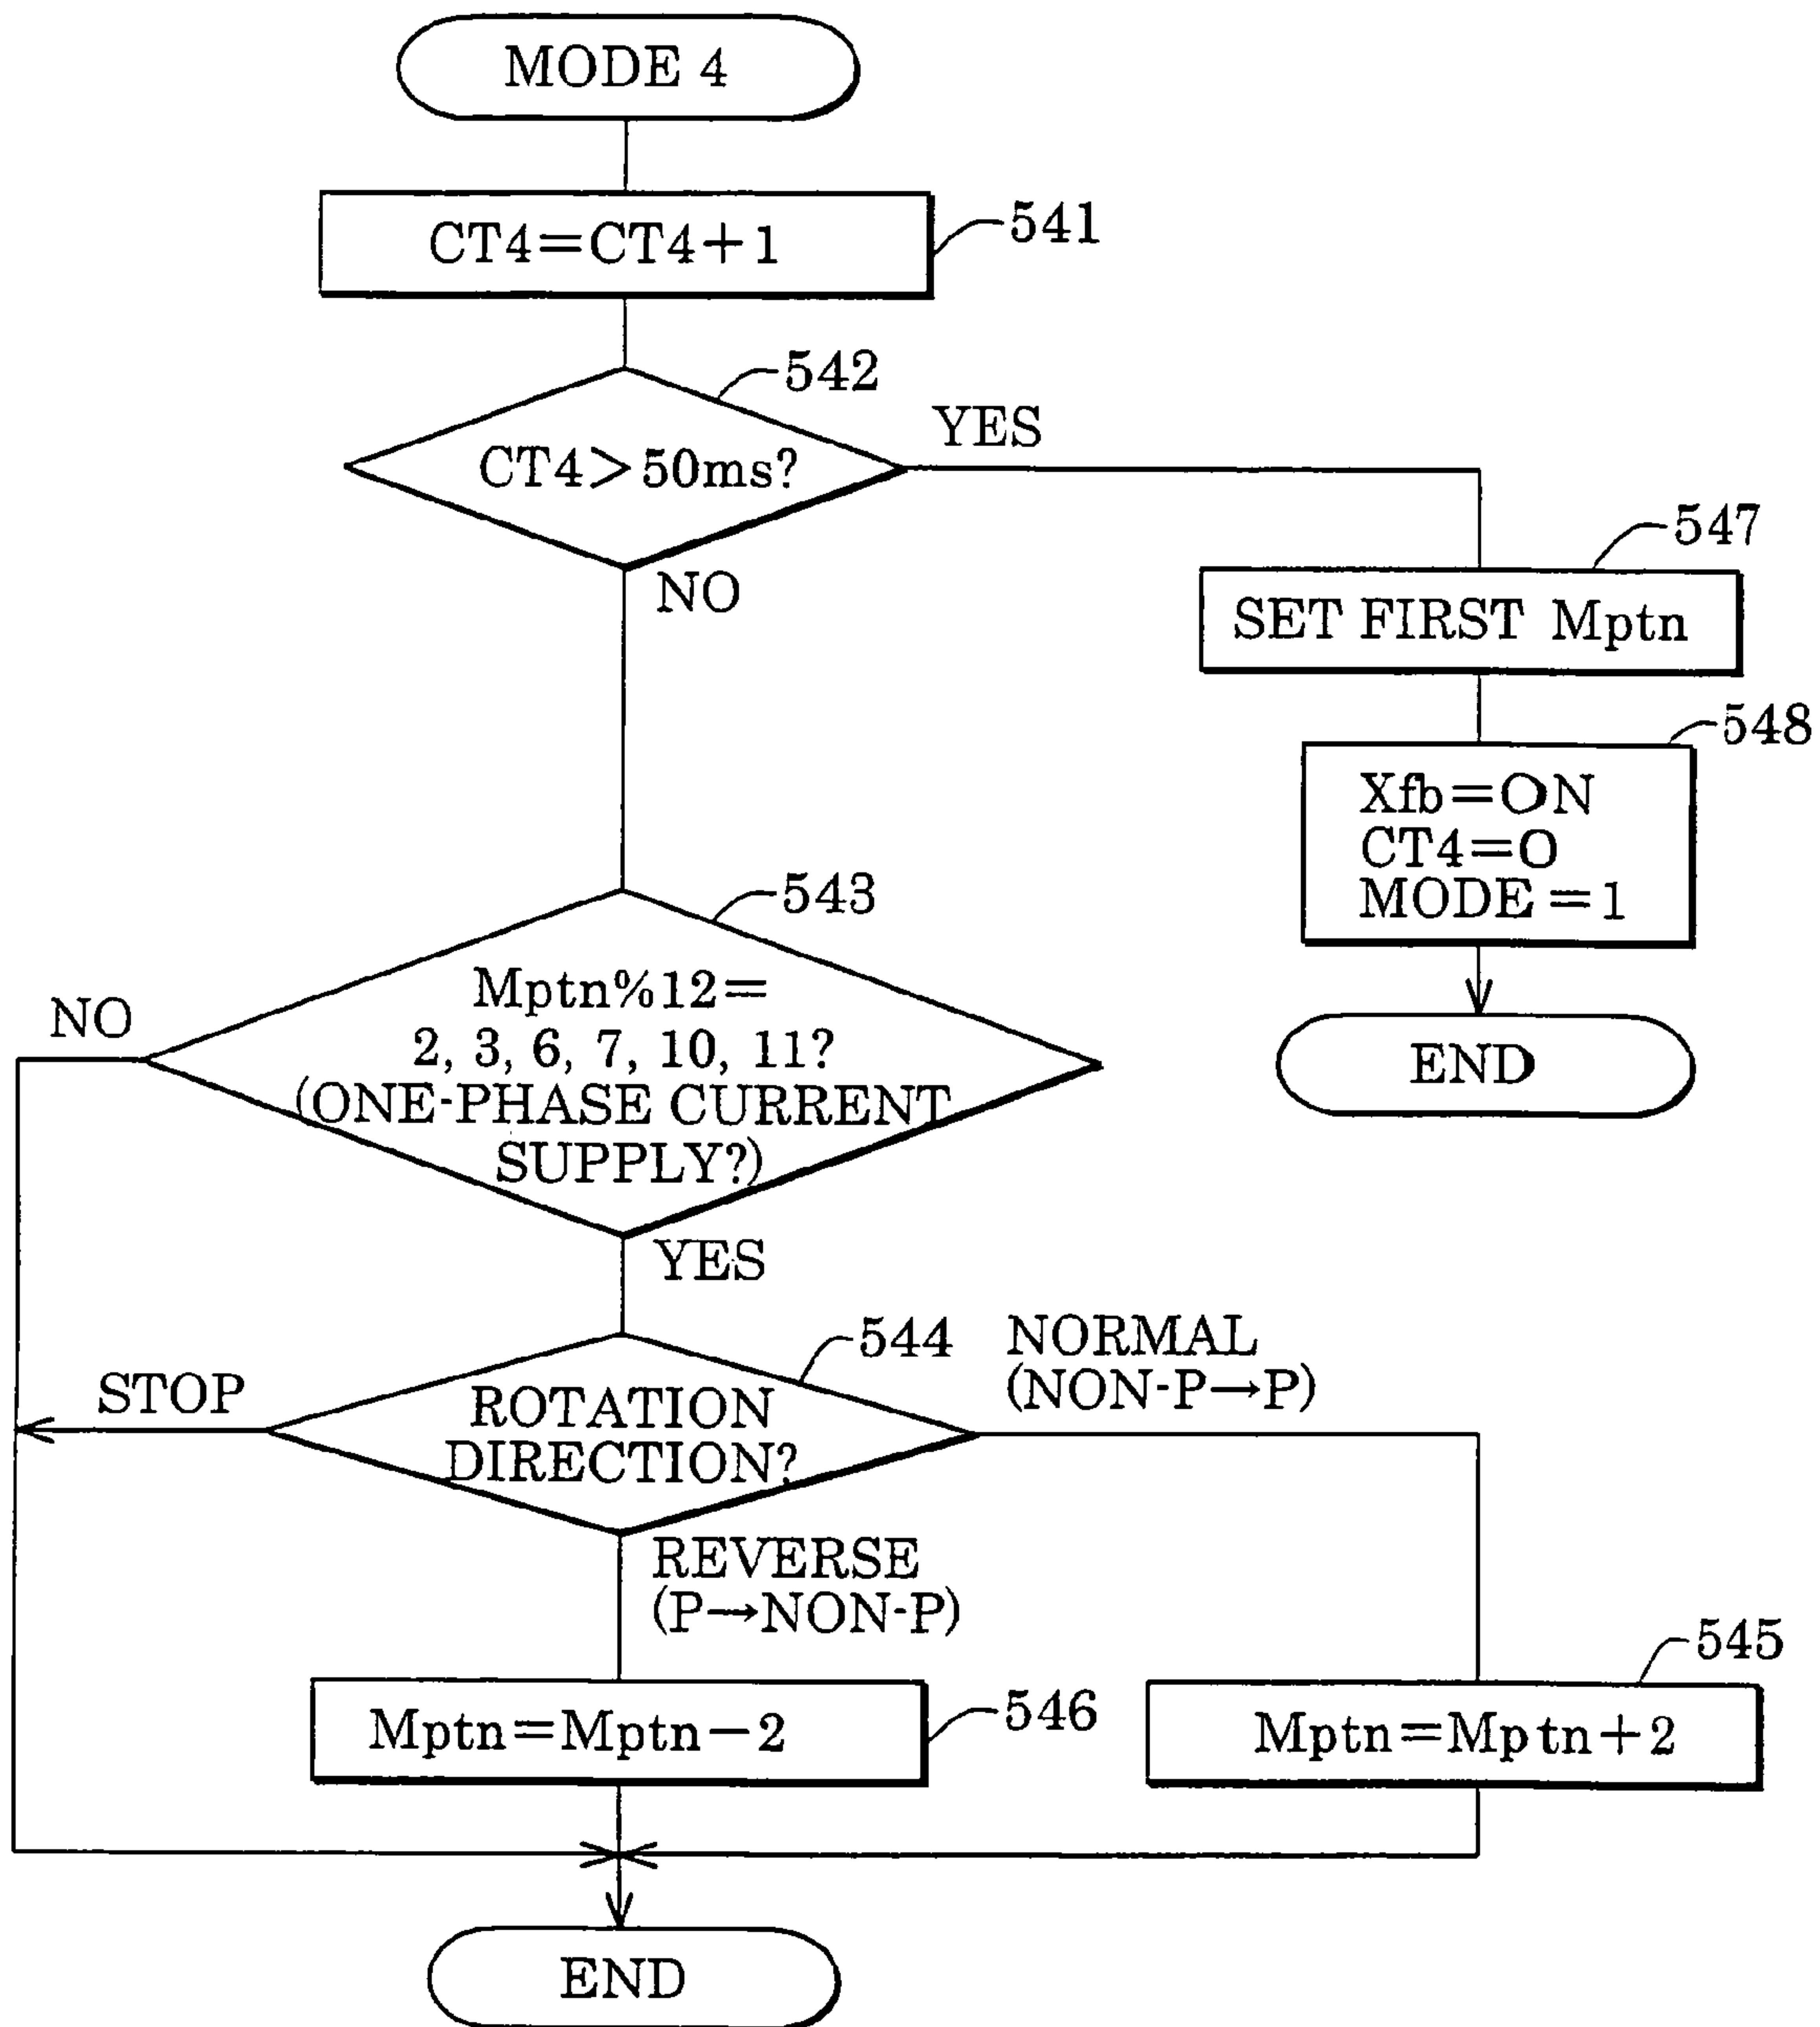 MODE 4
CT4=CT4+1
541
542
CT4>50ms?
YES
NO
547
SET FIRST Mptn
548
Xfb=ON
CT4=0
MODE=1
END
543
Mptn%12=
2, 3, 6, 7, 10, 11?
(ONE-PHASE CURRENT
SUPPLY?)
NO
YES
544
ROTATION
DIRECTION?
STOP
NORMAL
(NON-P→P)
REVERSE
(P→NON-P)
545
Mptn=Mptn+2
546
Mptn=Mptn−2
END